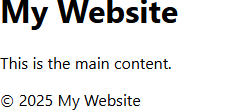 My Website
This is the main content.
© 2025 My Website